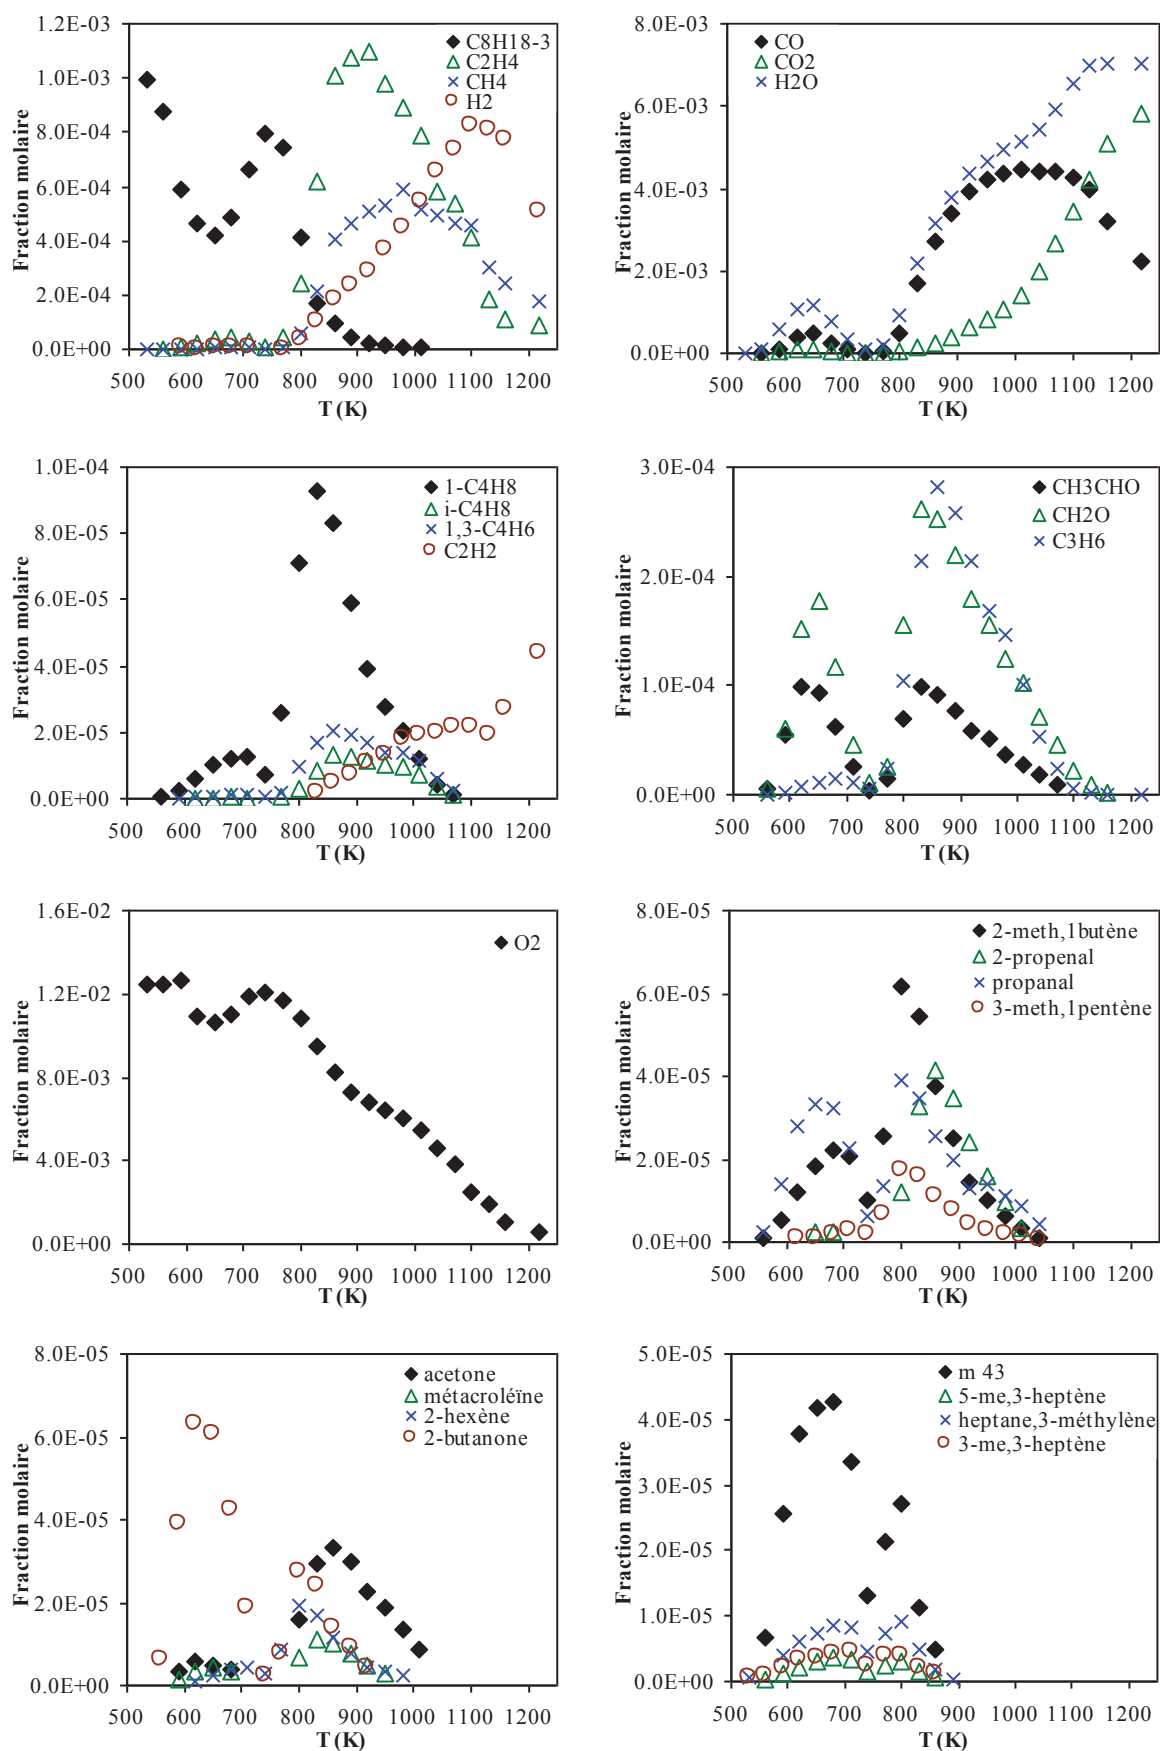 1.2E-03
1.0E-03
8.0E-04
6.0E-04
4.0E-04
2.0E-04
0.0E+00
Fraction molaire
C8H18-3
C2H4
CH4
H2
500 600 700 800 900 1000 1100 1200
T (K)
8.0E-03
6.0E-03
4.0E-03
2.0E-03
0.0E+00
Fraction molaire
CO
CO2
H2O
500 600 700 800 900 1000 1100 1200
T (K)
1.0E-04
8.0E-05
6.0E-05
4.0E-05
2.0E-05
0.0E+00
Fraction molaire
1-C4H8
i-C4H8
1,3-C4H6
C2H2
500 600 700 800 900 1000 1100 1200
T (K)
3.0E-04
2.0E-04
1.0E-04
0.0E+00
Fraction molaire
CH3CHO
CH2O
C3H6
500 600 700 800 900 1000 1100 1200
T (K)
1.6E-02
1.2E-02
8.0E-03
4.0E-03
0.0E+00
Fraction molaire
O2
500 600 700 800 900 1000 1100 1200
T (K)
8.0E-05
6.0E-05
4.0E-05
2.0E-05
0.0E+00
Fraction molaire
2-meth,1butène
2-propenal
propanal
3-meth,1pentène
500 600 700 800 900 1000 1100 1200
T (K)
8.0E-05
6.0E-05
4.0E-05
2.0E-05
0.0E+00
Fraction molaire
acetone
métacroléïne
2-hexène
2-butanone
500 600 700 800 900 1000 1100 1200
T (K)
5.0E-05
4.0E-05
3.0E-05
2.0E-05
1.0E-05
0.0E+00
Fraction molaire
m 43
5-me,3-heptène
heptane,3-méthylène
3-me,3-heptène
500 600 700 800 900 1000 1100 1200
T (K)